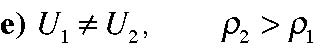 e) U₁ ≠ U₂, ρ₂ > ρ₁